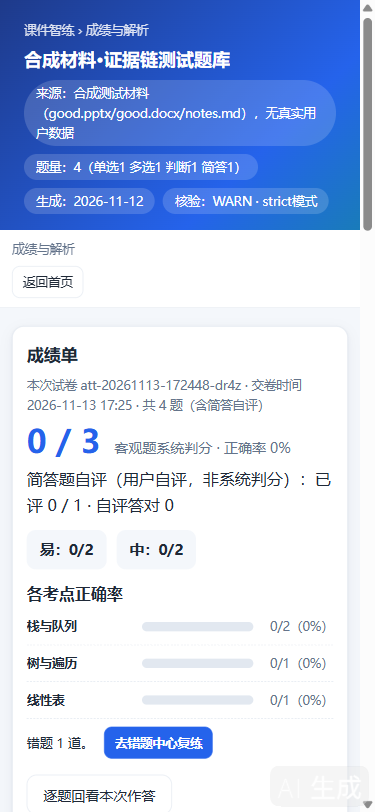 课件智练 › 成绩与解析
合成材料·证据链测试题库
来源：合成测试材料
（good.pptx/good.docx/notes.md），无真实用
户数据
题量：4（单选1 多选1 判断1 简答1）
生成：2026-11-12 核验：WARN · strict模式
成绩与解析
返回首页
成绩单
本次试卷 att-20261113-172448-dr4z · 交卷时间
2026-11-13 17:25 · 共 4 题（含简答自评）
0 / 3 客观题系统判分 · 正确率 0%
简答题自评（用户自评，非系统判分）：已
评 0 / 1 · 自评答对 0
易：0/2 中：0/2
各考点正确率
栈与队列 0/2（0%）
树与遍历 0/1（0%）
线性表 0/1（0%）
错题 1 道。 去错题中心复练
逐题回看本次作答
AI 生成